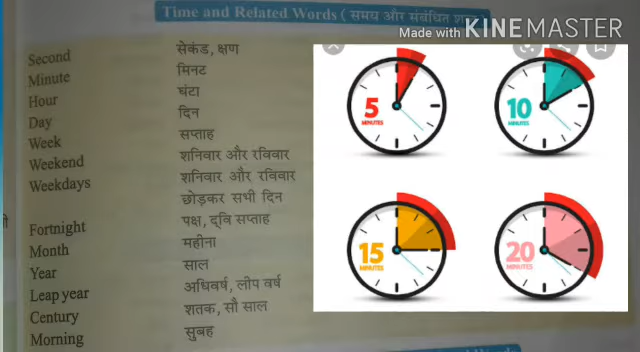 Time and Related Words ( समय और संबंधित
Made with KINEMASTER
Second सेकंड, क्षण
Minute मिनट
Hour घंटा
Day दिन
Week सप्ताह
Weekend शनिवार और रविवार
Weekdays शनिवार और रविवार
छोड़कर सभी दिन
Fortnight पक्ष, द्वि सप्ताह
Month महीना
Year साल
Leap year अधिवर्ष, लीप वर्ष
Century शतक, सौ साल
Morning सुबह
5
MINUTES
10
MINUTES
15
MINUTES
20
MINUTES